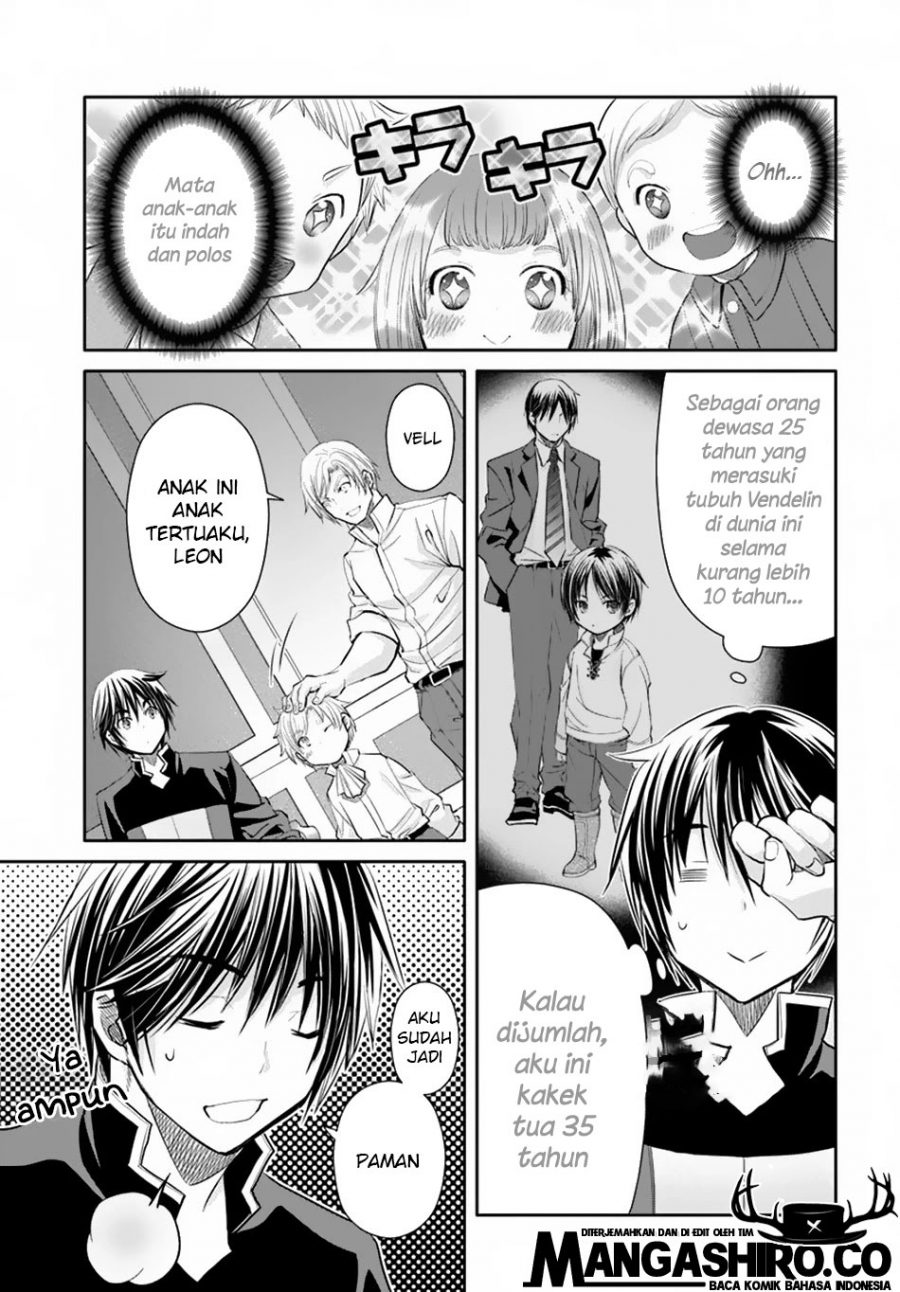 Ohh...
キラ
キラ
Mata
anak-anak
itu indah
dan polos
Sebagai orang
dewasa 25
tahun yang
merasuki
tubuh Vendelin
di dunia ini
selama
kurang lebih
10 tahun...
Kalau
dijumlah,
aku ini
kakek
tua 35
tahun
VELL
ANAK INI
ANAK
TERTUAKU,
LEON
AKU
SUDAH
JADI
PAMAN
Ya
ampun
DITERJEMAHKAN DAN DI EDIT OLEH TIM
MANGASHIRO.CO
BACA KOMIK BAHASA INDONESIA